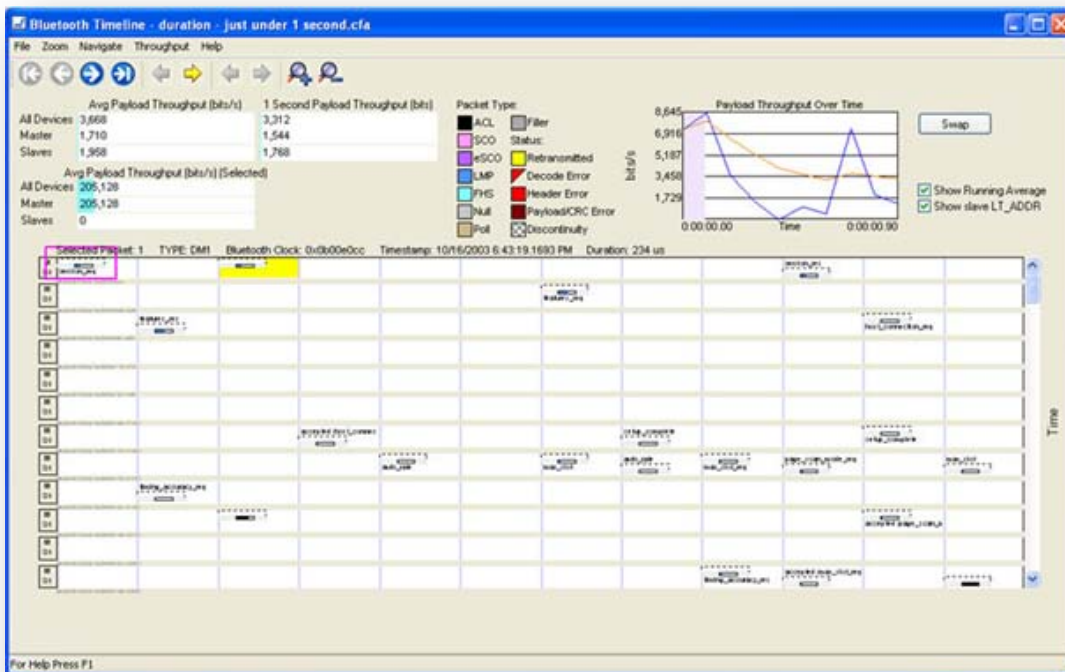 Bluetooth Timeline - duration - just under 1 second.cfa
File Zoom Navigate Throughput Help
Avg Payload Throughput (bits/s) 1 Second Payload Throughput (bits)
All Devices 3,668 3,312
Master 1,710 1,544
Slaves 1,958 1,768
Avg Payload Throughput (bits/s) (Selected)
All Devices 205,128
Master 205,128
Slaves 0
Packet Type:
ACL Filler
SCO Status:
eSCO Retransmitted
LMP Decode Error
FHS Header Error
Null Payload/CRC Error
Poll Discontinuity
Payload Throughput Over Time
bits/s
8,645
6,916
5,187
3,458
1,729
0:00:00.00 Time 0:00:00.90
Swap
Show Running Average
Show slave LT_ADDR
Selected Packet: 1 TYPE: DM1 Bluetooth Clock: 0x0b00e0cc Timestamp: 10/16/2003 6:43:19.1693 PM Duration: 234 us
features_req
host_connection_req
setup_complete
setup_complete
timing_accuracy_req
timing_accuracy_req
Time
For Help Press F1